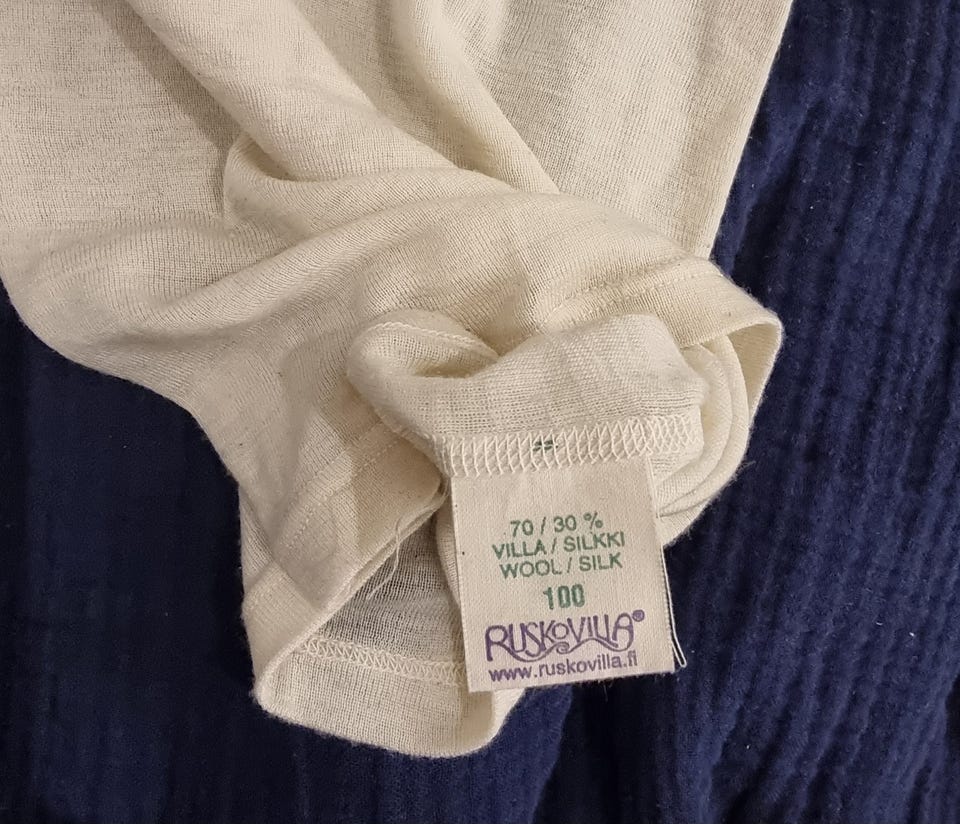 70 / 30 %
VILLA / SILKKI
WOOL / SILK
100
RUSKOVILLA®
www.ruskovilla.fi